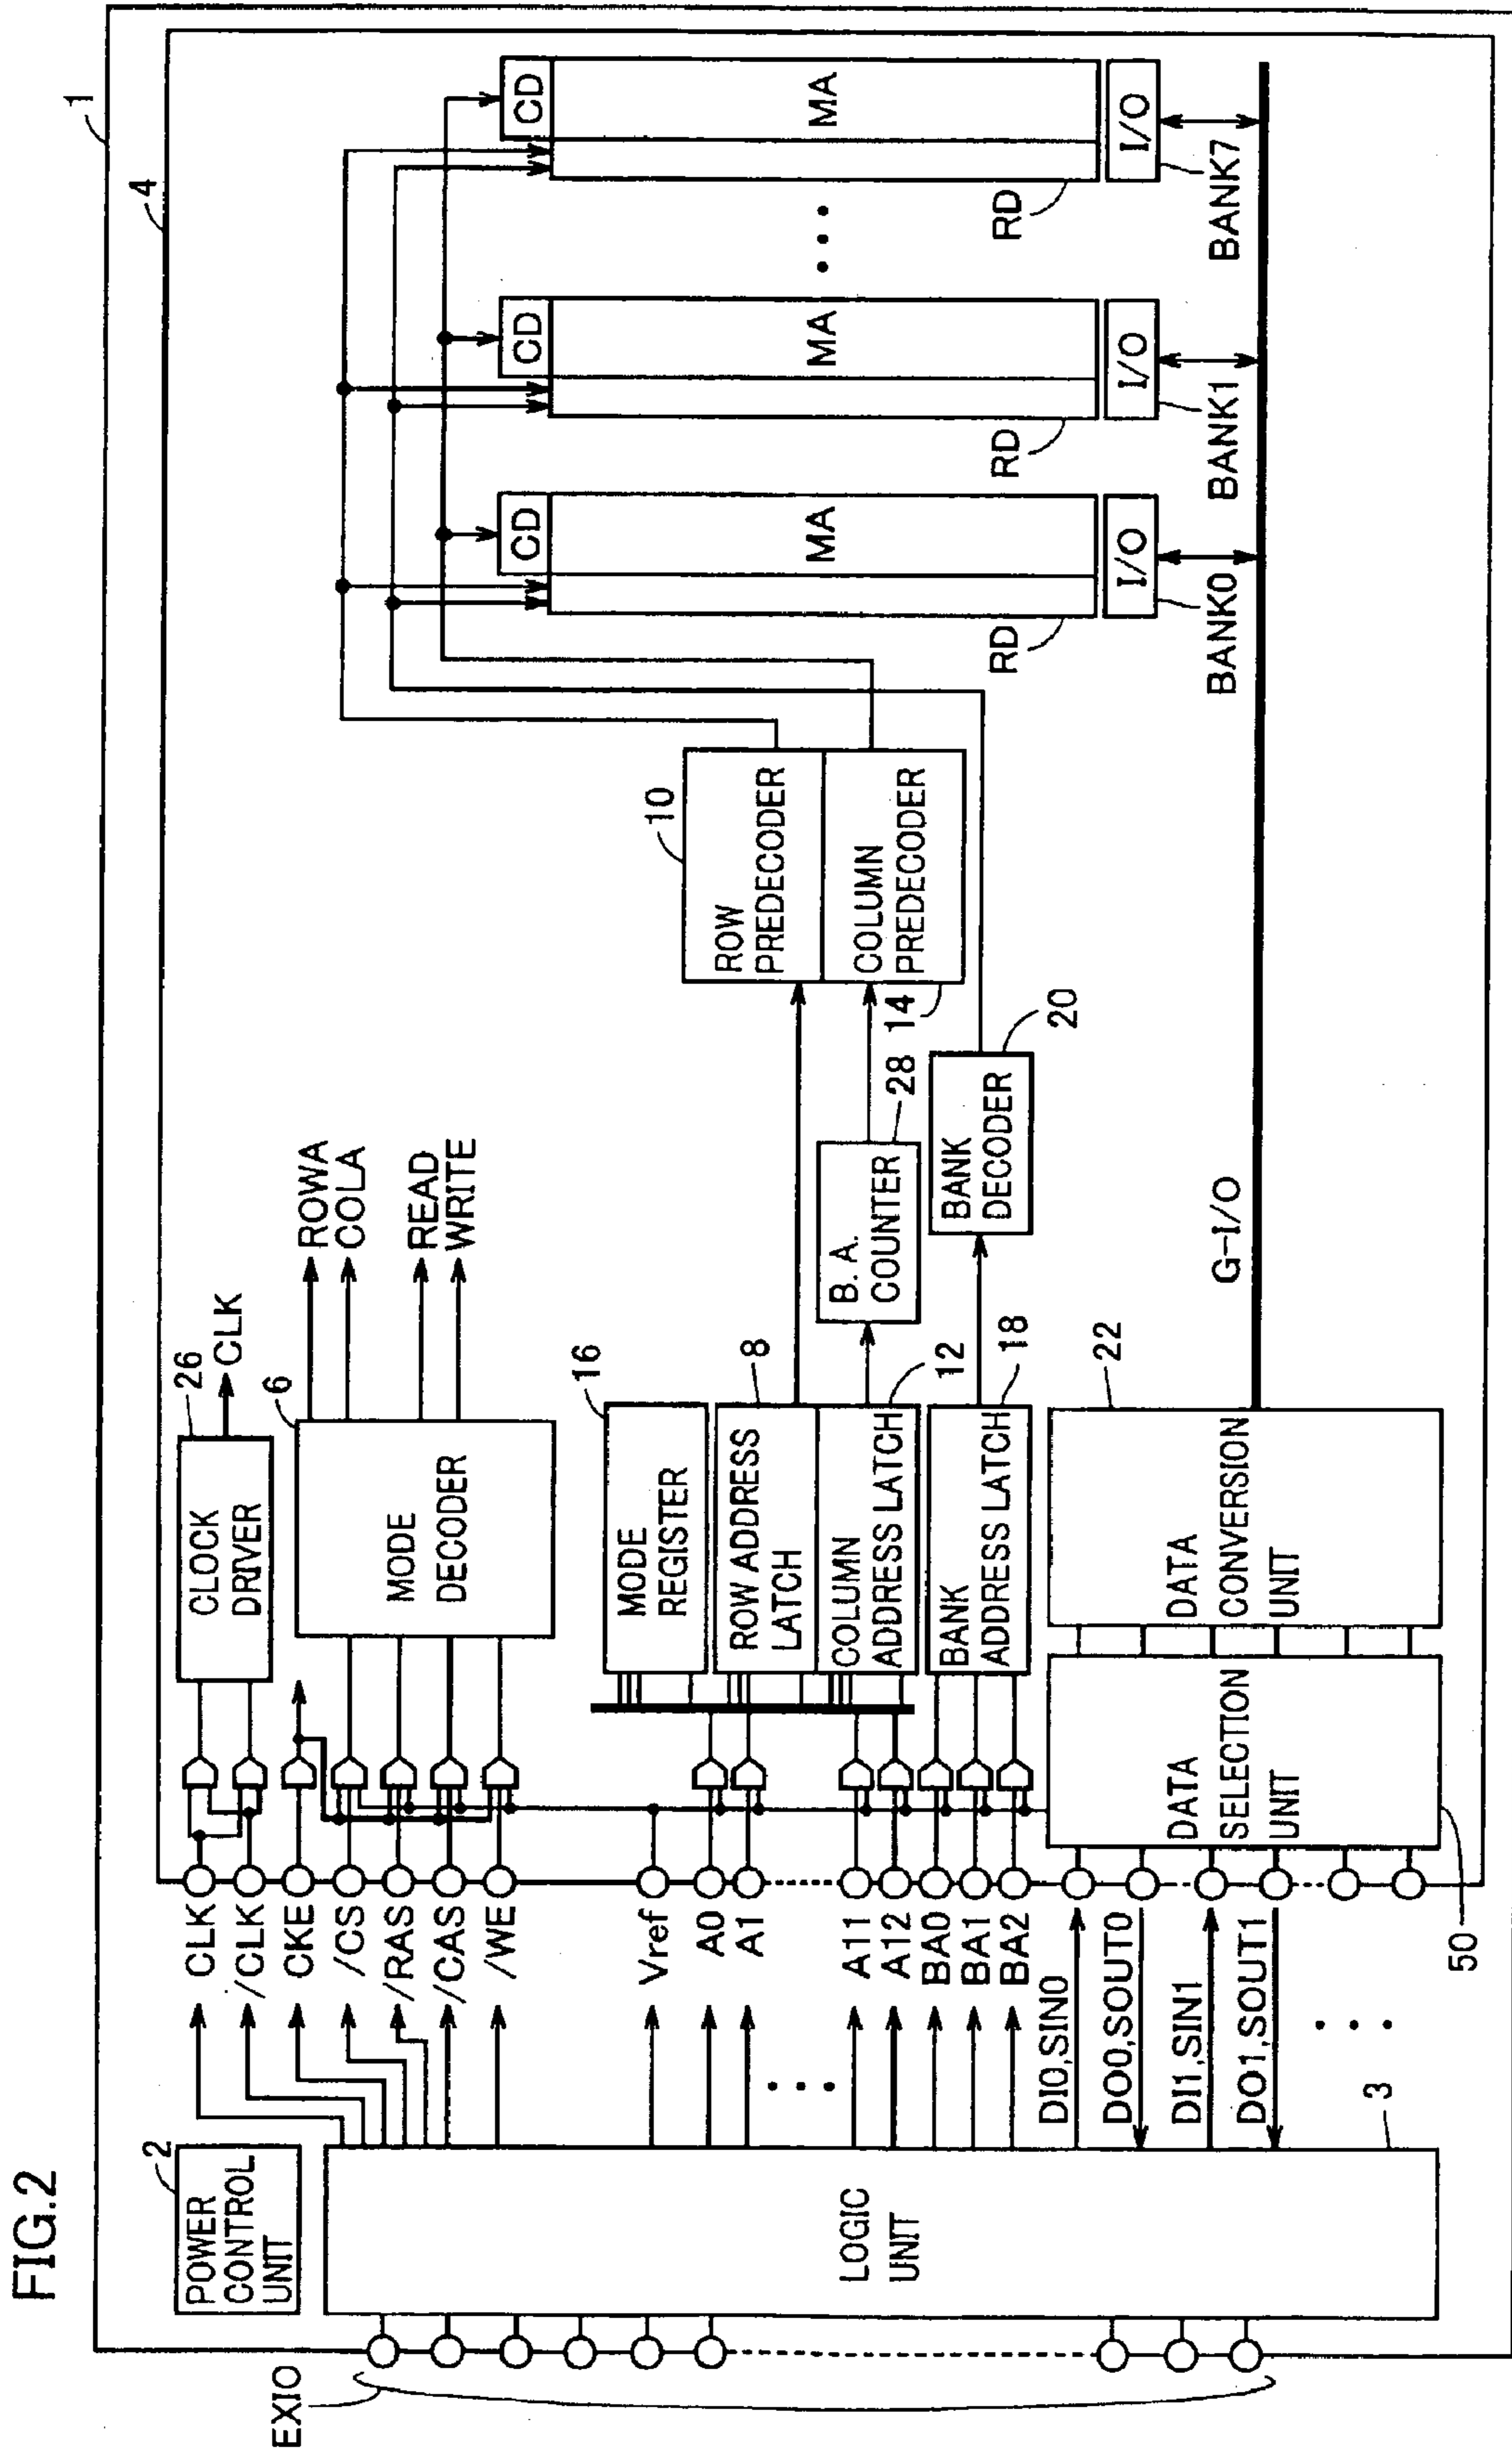 FIG.2
1
4
EXIO
2
POWER
CONTROL
UNIT
LOGIC
UNIT
3
CLK
/CLK
CKE
/CS
/RAS
/CAS
/WE
Vref
A0
A1
A11
A12
BA0
BA1
BA2
DI0,SIN0
DO0,SOUT0
DI1,SIN1
DO1,SOUT1
50
CLOCK
DRIVER
26
CLK
6
MODE
DECODER
ROWA
COLA
READ
WRITE
16
MODE
REGISTER
8
ROW ADDRESS
LATCH
COLUMN
ADDRESS LATCH
12
BANK
ADDRESS LATCH
18
DATA
SELECTION
UNIT
DATA
CONVERSION
UNIT
22
G-I/O
B. A.
COUNTER
28
BANK
DECODER
20
10
ROW
PREDECODER
COLUMN
PREDECODER
14
CD
MA
RD
I/O
BANK0
CD
MA
RD
I/O
BANK1
CD
MA
RD
I/O
BANK7